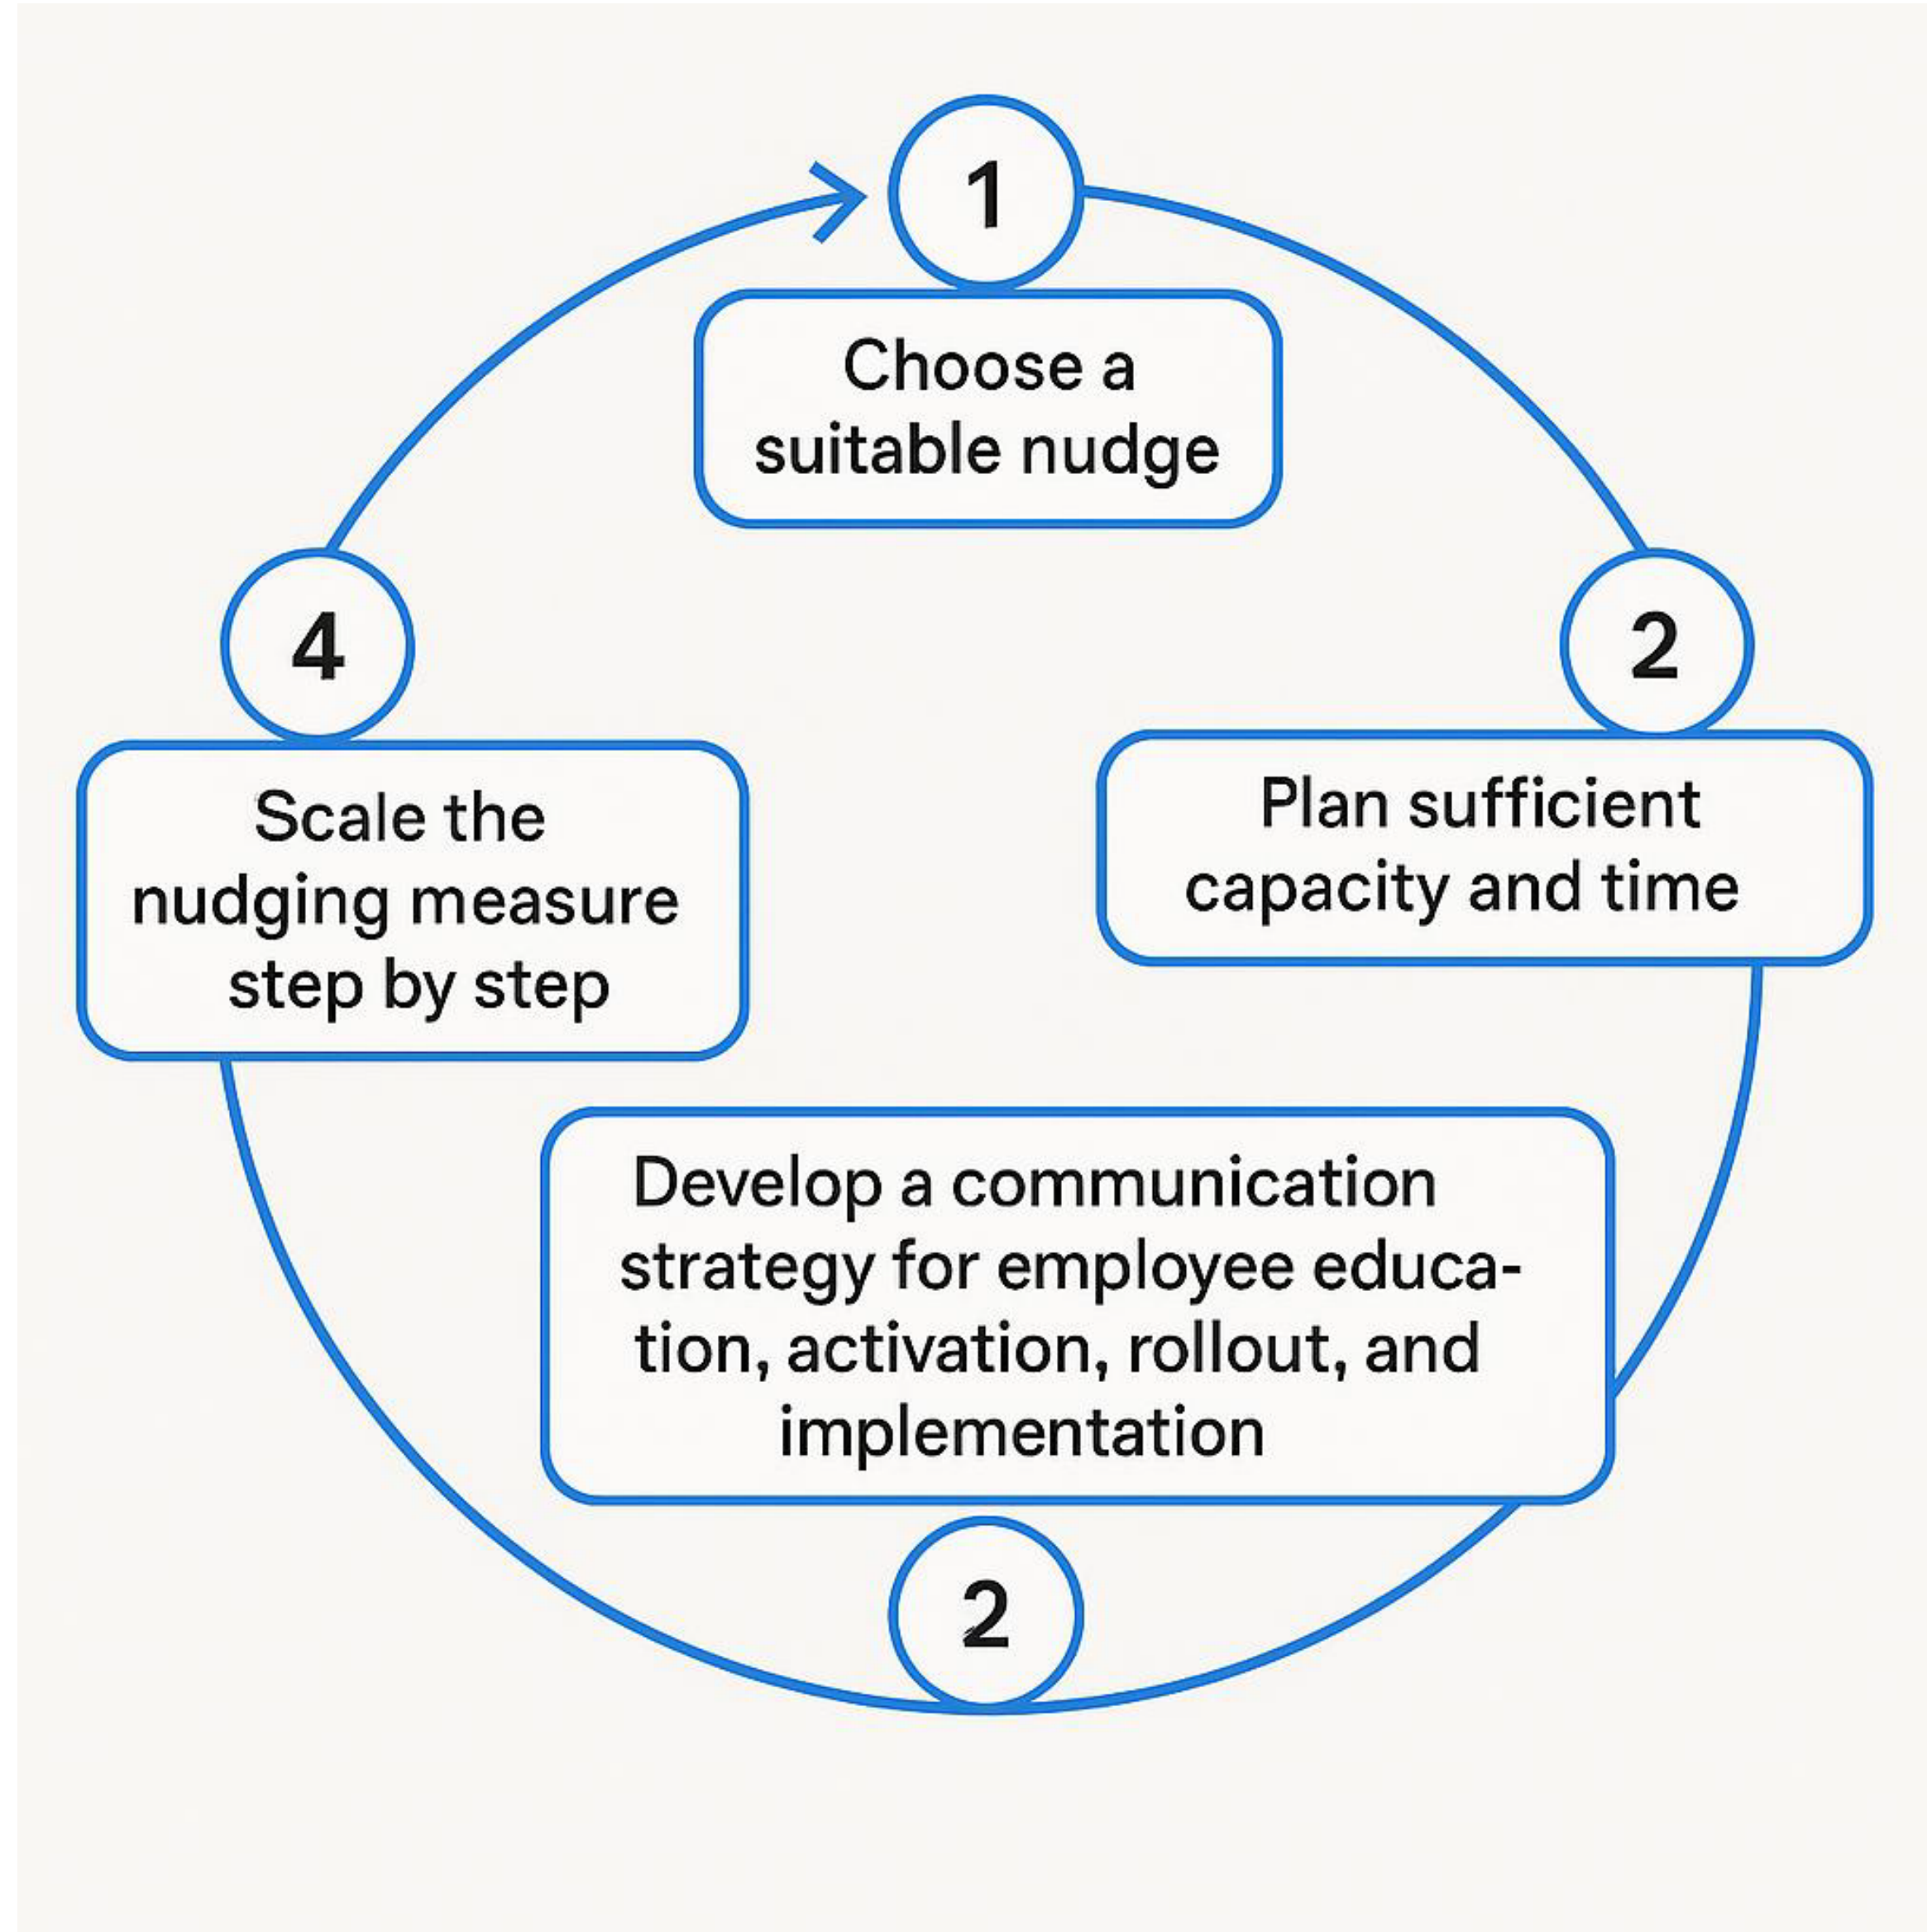 1
Choose a
suitable nudge
2
Plan sufficient
capacity and time
Develop a communication
strategy for employee educa-
tion, activation, rollout, and
implementation
2
4
Scale the
nudging measure
step by step